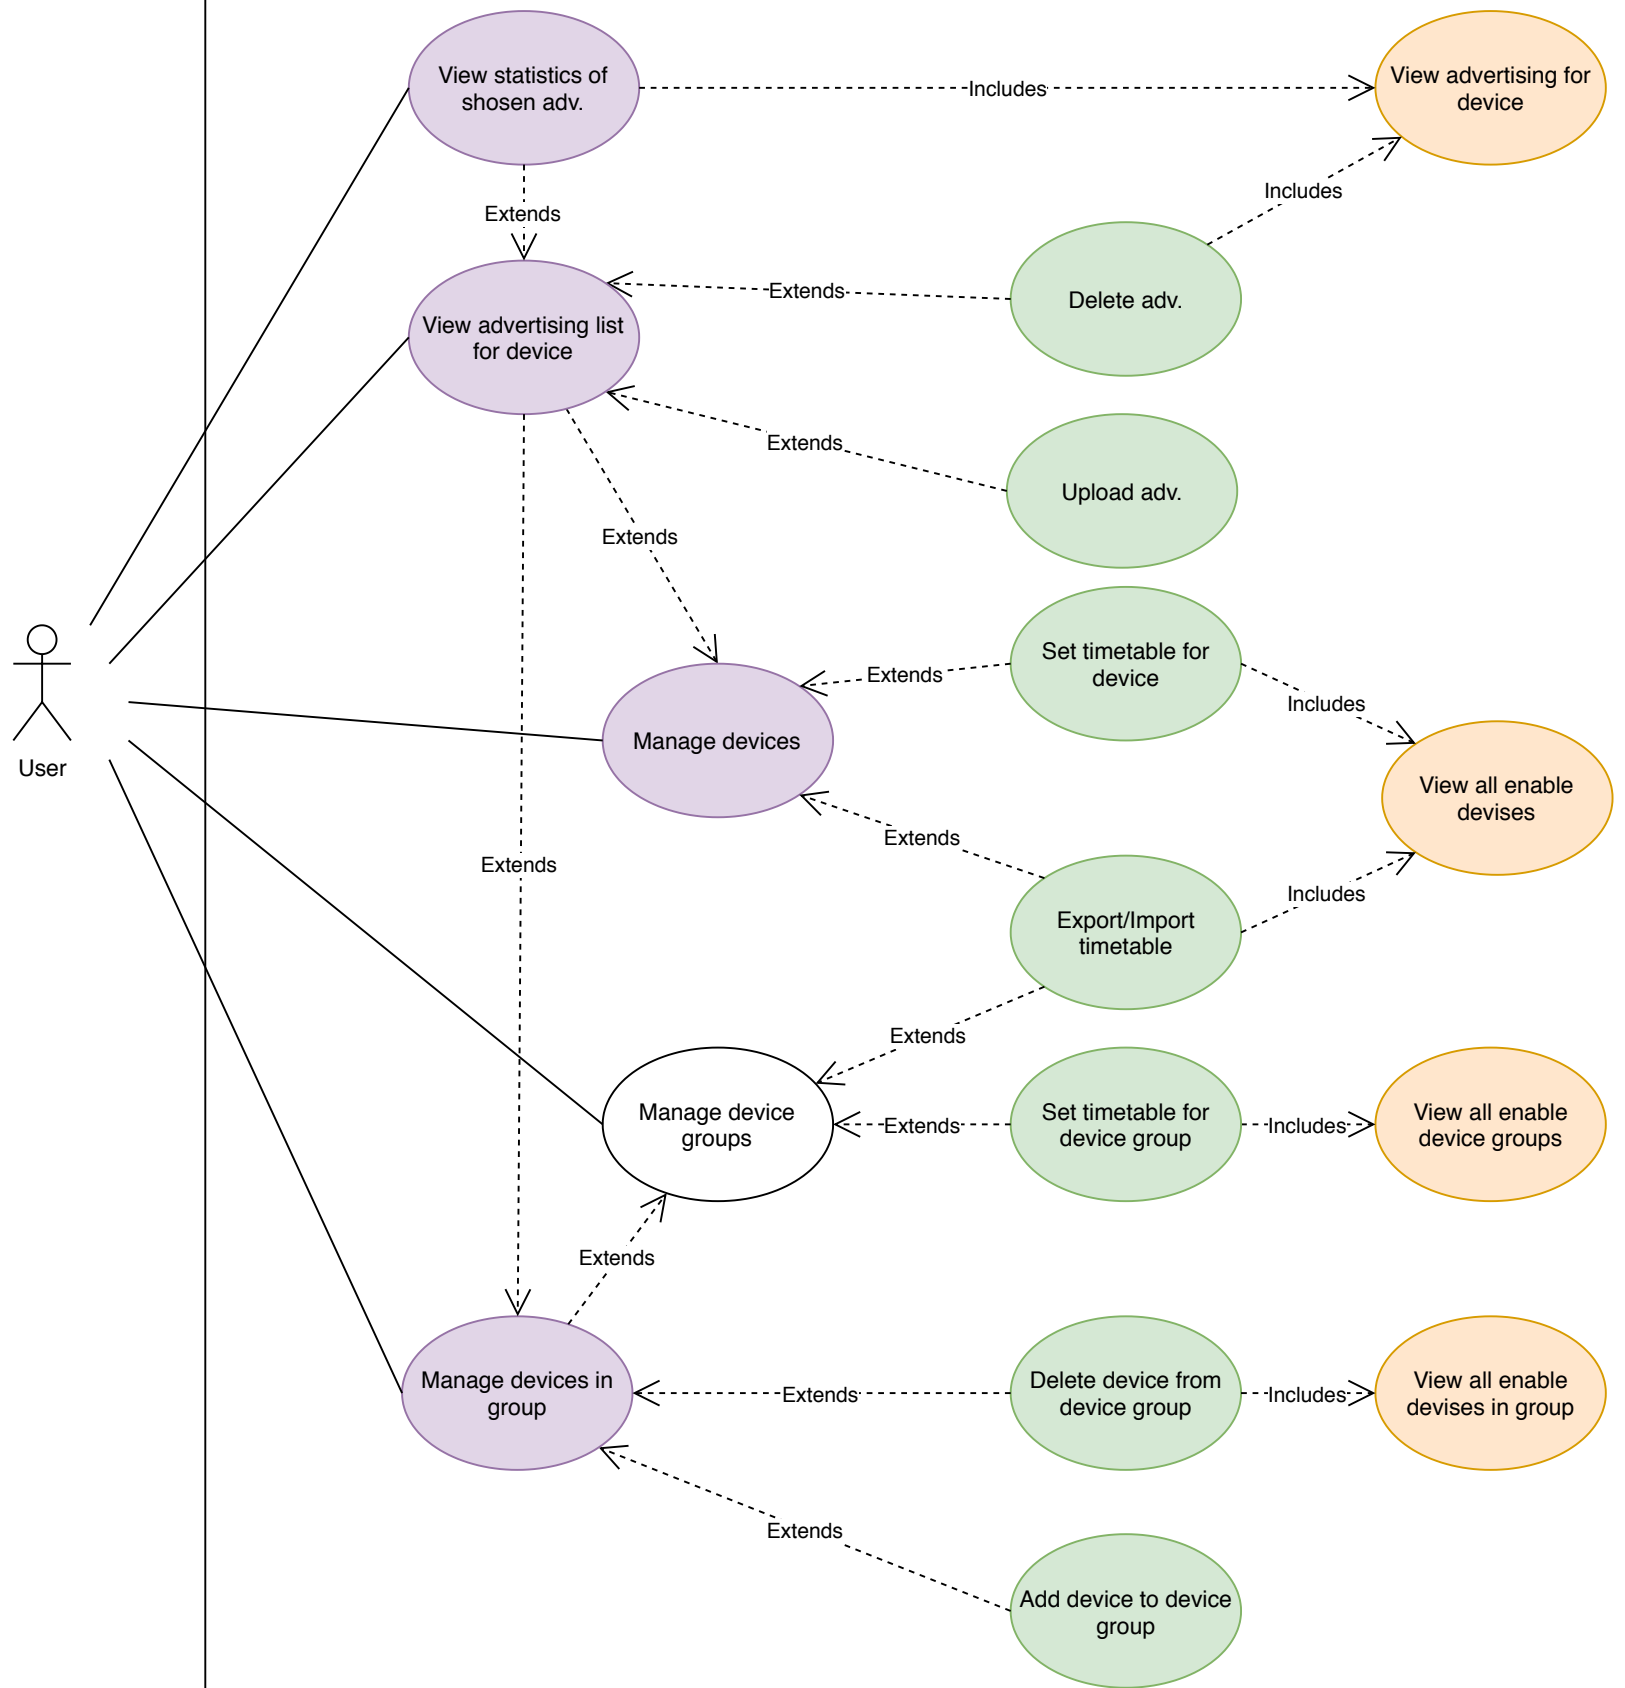 View statistics of
shosen adv.
Includes
View advertising for
device
Includes
Extends
Extends
Delete adv.
View advertising list
for device
Extends
Upload adv.
Extends
Set timetable for
device
Extends
Includes
User
Manage devices
View all enable
devises
Extends
Extends
Includes
Export/Import
timetable
Extends
Manage device
groups
Extends
Set timetable for
device group
Includes
View all enable
device groups
Extends
Manage devices in
group
Extends
Delete device from
device group
Includes
View all enable
devises in group
Extends
Add device to device
group